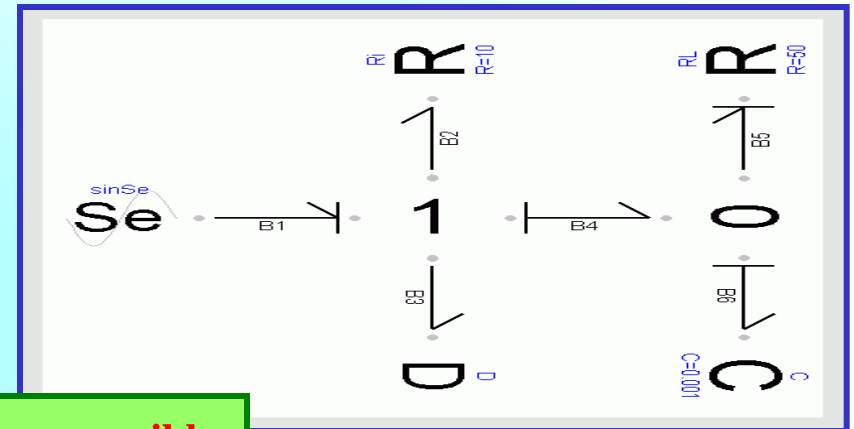 Ri
R
R=10
RL
R
R=50
B2
B5
sinSe
Se
B1
1
B4
0
B3
B6
D
D
C=0.001
C
C